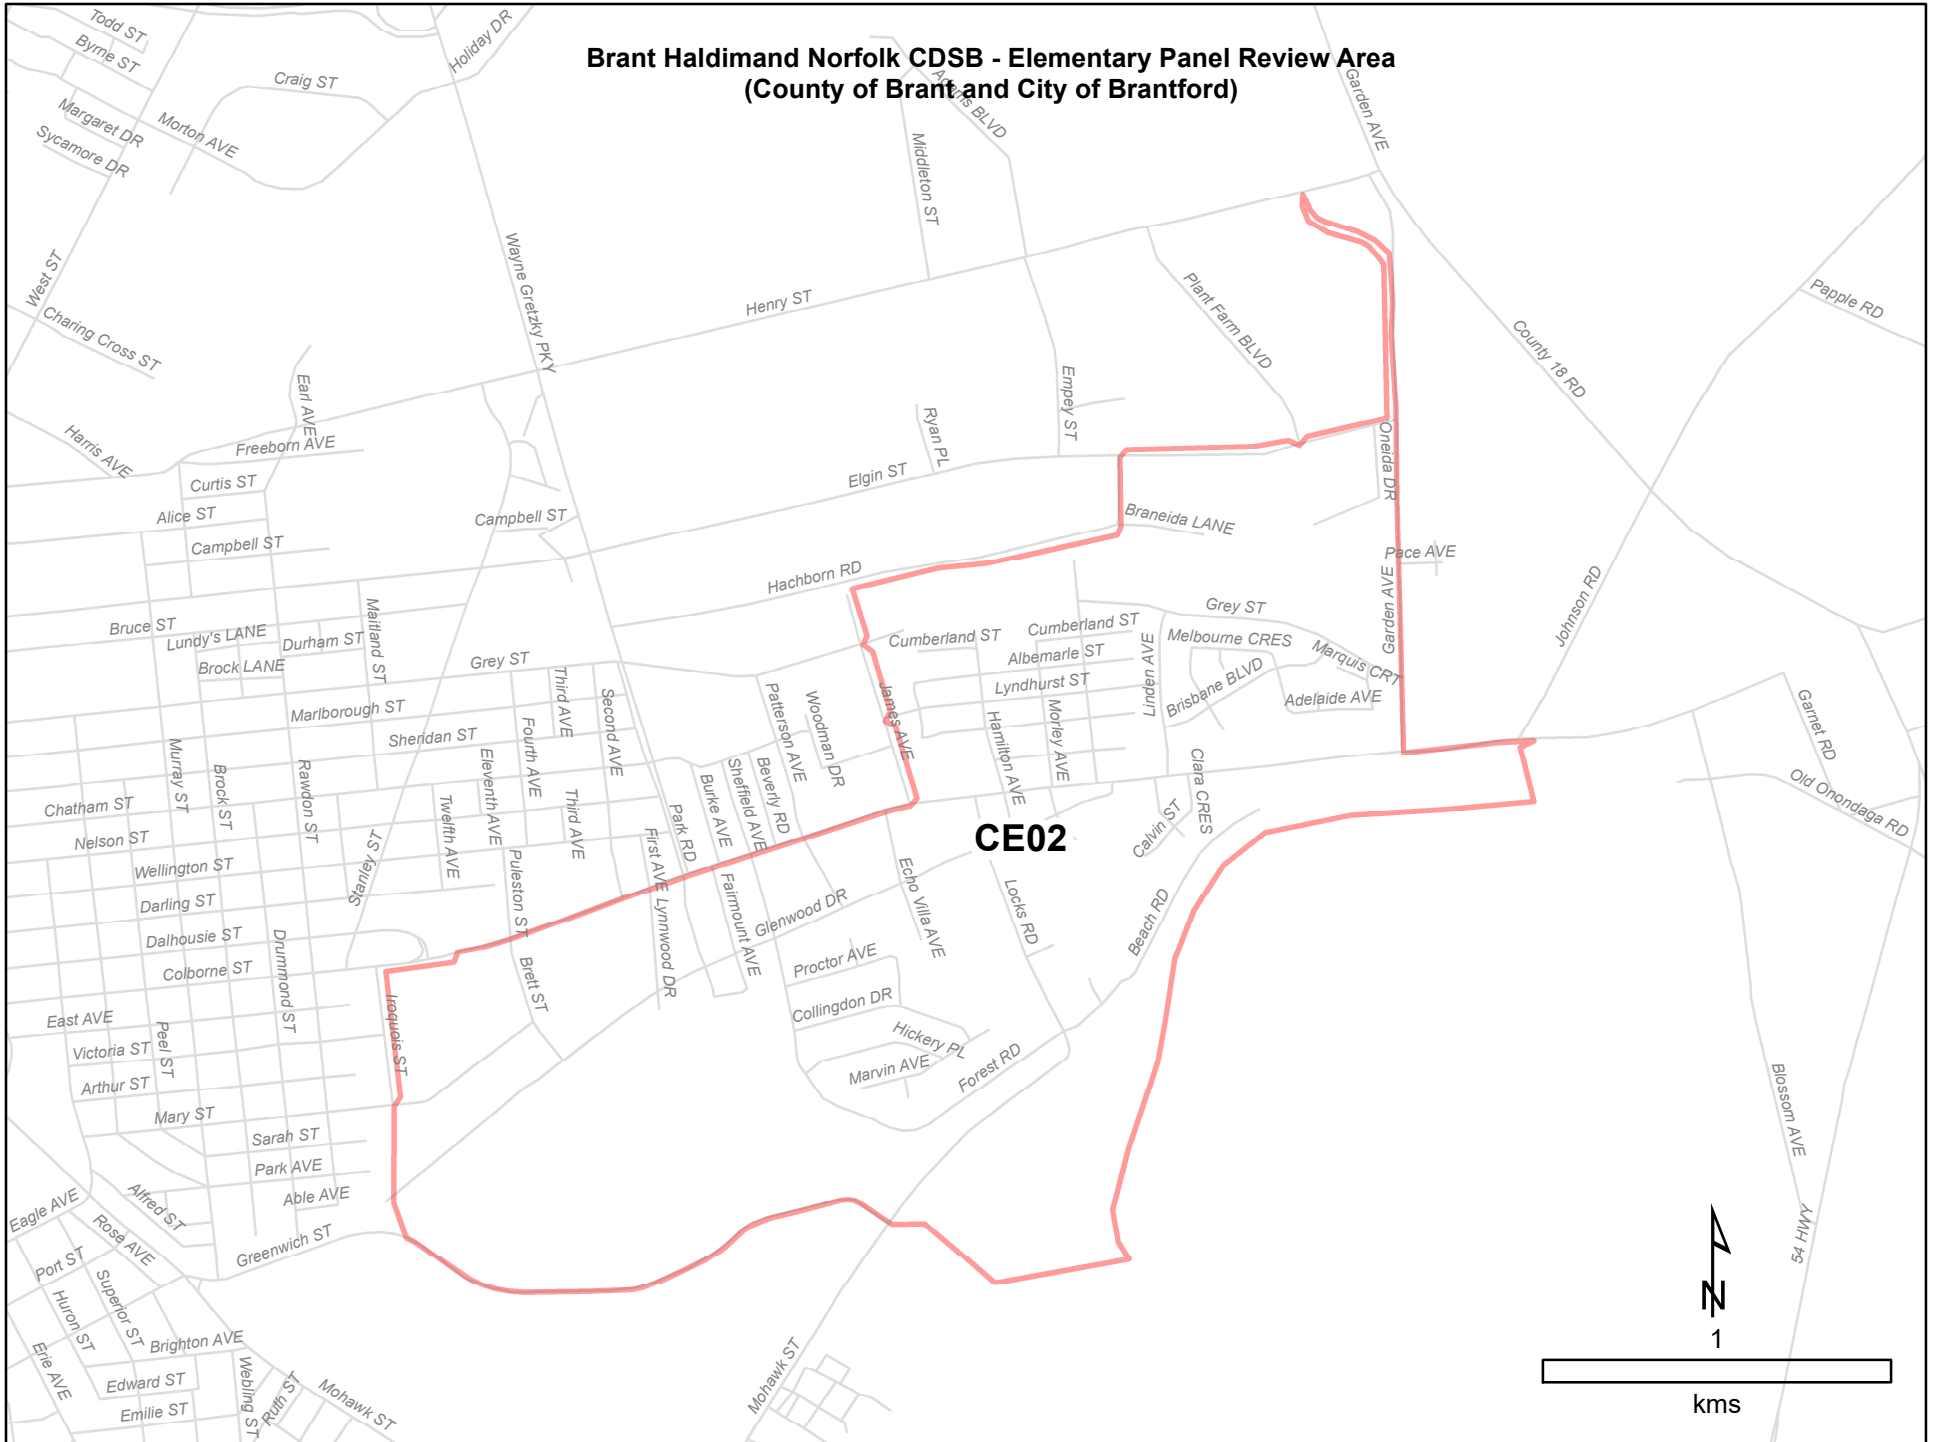 Brant Haldimand Norfolk CDSB - Elementary Panel Review Area
(County of Brant and City of Brantford)
Todd ST
Byrne ST
Craig ST
Holiday DR
Margaret DR
Morton AVE
Sycamore DR
Adams BLVD
Middleton ST
Garden AVE
West ST
Wayne Gretzky PKY
Henry ST
Plant Farm BLVD
Papple RD
County 18 RD
Charing Cross ST
Earl AVE
Empey ST
Ryan PL
Harris AVE
Freeborn AVE
Oneida DR
Elgin ST
Curtis ST
Alice ST
Campbell ST
Braneida LANE
Campbell ST
Pace AVE
Hachborn RD
Garden AVE
Johnson RD
Grey ST
Bruce ST
Lundy's LANE
Durham ST
Maitland ST
Cumberland ST
Cumberland ST
Melbourne CRES
Brock LANE
Grey ST
Albemarle ST
Linden AVE
Marquis CRT
Third AVE
Second AVE
Patterson AVE
Woodman DR
James AVE
Lyndhurst ST
Brisbane BLVD
Adelaide AVE
Garnet RD
Marlborough ST
Sheridan ST
Fourth AVE
Hamilton AVE
Morley AVE
Murray ST
Brock ST
Rawdon ST
Eleventh AVE
Burke AVE
Sheffield AVE
Beverly RD
Clara CRES
Old Onondaga RD
Chatham ST
Twelfth AVE
Third AVE
Park RD
Calvin ST
Nelson ST
First AVE
CE02
Wellington ST
Stanley ST
Puleston ST
Darling ST
Lynnwood DR
Fairmount AVE
Glenwood DR
Echo Villa AVE
Locks RD
Beach RD
Dalhousie ST
Drummond ST
Colborne ST
Brett ST
Proctor AVE
Iroquois ST
Collingdon DR
East AVE
Peel ST
Hickery PL
Victoria ST
Marvin AVE
Forest RD
Arthur ST
Blossom AVE
Mary ST
Sarah ST
Park AVE
Able AVE
Alfred ST
Eagle AVE
Rose AVE
Greenwich ST
54 HWY
Port ST
Superior ST
Huron ST
N
1
Brighton AVE
Erie AVE
Webling ST
Edward ST
Ruth ST
Mohawk ST
Mohawk ST
Emilie ST
kms